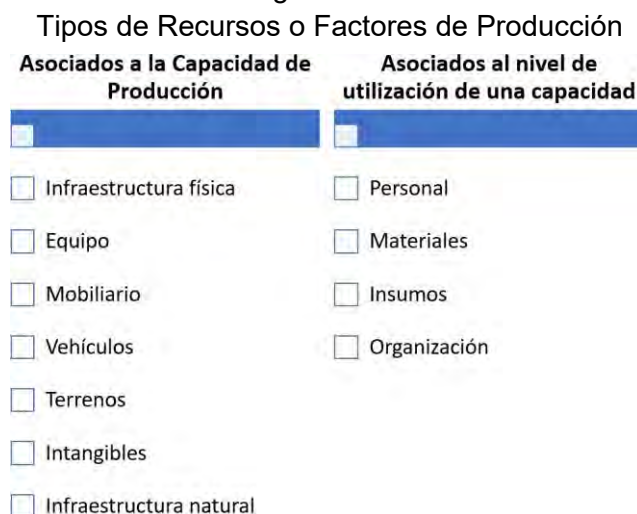 Tipos de Recursos o Factores de Producción
Asociados a la Capacidad de
Producción
Infraestructura física
Equipo
Mobiliario
Vehículos
Terrenos
Intangibles
Infraestructura natural
Asociados al nivel de
utilización de una capacidad
Personal
Materiales
Insumos
Organización